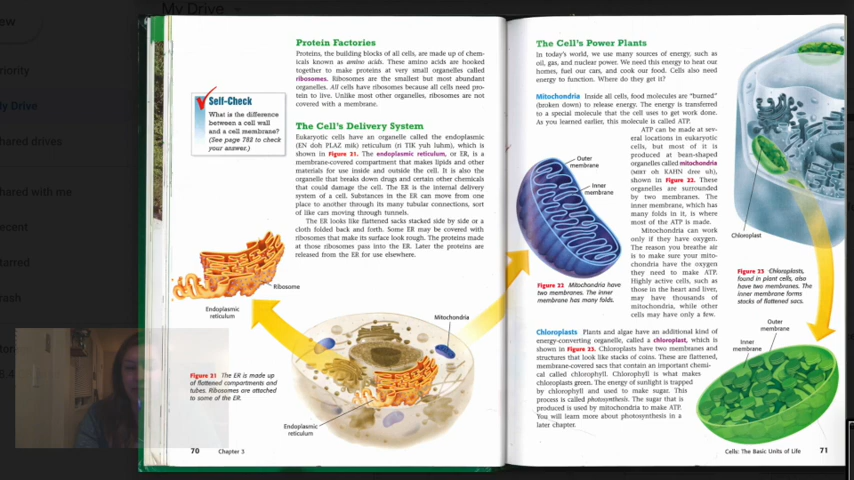 My Drive
ew
iority
ly Drive
hared drives
hared with me
ecent
tarred
rash
Protein Factories
Proteins, the building blocks of all cells, are made up of chem-
icals known as amino acids. These amino acids are hooked
together to make proteins at very small organelles called
ribosomes. Ribosomes are the smallest but most abundant
organelles. All cells have ribosomes because all cells need pro-
tein to live. Unlike most other organelles, ribosomes are not
covered with a membrane.
Self-Check
What is the difference
between a cell wall
and a cell membrane?
(See page 782 to check
your answer.)
The Cell's Delivery System
Eukaryotic cells have an organelle called the endoplasmic
(EN doh PLAZ mik) reticulum (ri TIK yuh luhm), which is
shown in Figure 21. The endoplasmic reticulum, or ER, is a
membrane-covered compartment that makes lipids and other
materials for use inside and outside the cell. It is also the
organelle that breaks down drugs and certain other chemicals
that could damage the cell. The ER is the internal delivery
system of a cell. Substances in the ER can move from one
place to another through its many tubular connections, sort
of like cars moving through tunnels.
The ER looks like flattened sacks stacked side by side or a
cloth folded back and forth. Some ER may be covered with
ribosomes that make its surface look rough. The proteins made
at those ribosomes pass into the ER. Later the proteins are
released from the ER for use elsewhere.
Ribosome
Endoplasmic
reticulum
Mitochondria
Figure 21 The ER is made up
of flattened compartments and
tubes. Ribosomes are attached
to some of the ER.
Endoplasmic
reticulum
70 Chapter 3
The Cell's Power Plants
In today's world, we use many sources of energy, such as
oil, gas, and nuclear power. We need this energy to heat our
homes, fuel our cars, and cook our food. Cells also need
energy to function. Where do they get it?
Mitochondria Inside all cells, food molecules are "burned"
(broken down) to release energy. The energy is transferred
to a special molecule that the cell uses to get work done.
As you learned earlier, this molecule is called ATP.
ATP can be made at sev-
eral locations in eukaryotic
cells, but most of it is
produced at bean-shaped
organelles called mitochondria
shown in Figure 22. These
organelles are surrounded
by two membranes. The
inner membrane, which has
many folds in it, is where
most of the ATP is made.
Mitochondria can work
only if they have oxygen.
The reason you breathe air
is to make sure your mito-
chondria have the oxygen
they need to make ATP.
Highly active cells, such as
those in the heart and liver,
may have thousands of
mitochondria, while other
cells may have only a few.
Outer
membrane
Inner
membrane
Figure 22 Mitochondria have
two membranes. The inner
membrane has many folds.
Chloroplasts Plants and algae have an additional kind of
energy-converting organelle, called a chloroplast, which is
shown in Figure 23. Chloroplasts have two membranes and
structures that look like stacks of coins. These are flattened,
membrane-covered sacs that contain an important chemi-
cal called chlorophyll. Chlorophyll is what makes
chloroplasts green. The energy of sunlight is trapped
by chlorophyll and used to make sugar. This
process is called photosynthesis. The sugar that is
produced is used by mitochondria to make ATP.
You will learn more about photosynthesis in a
later chapter.
Chloroplast
Figure 23 Chloroplasts,
found in plant cells, also
have two membranes. The
inner membrane forms
stacks of flattened sacs.
Outer
membrane
Inner
membrane
Cells: The Basic Units of Life 71